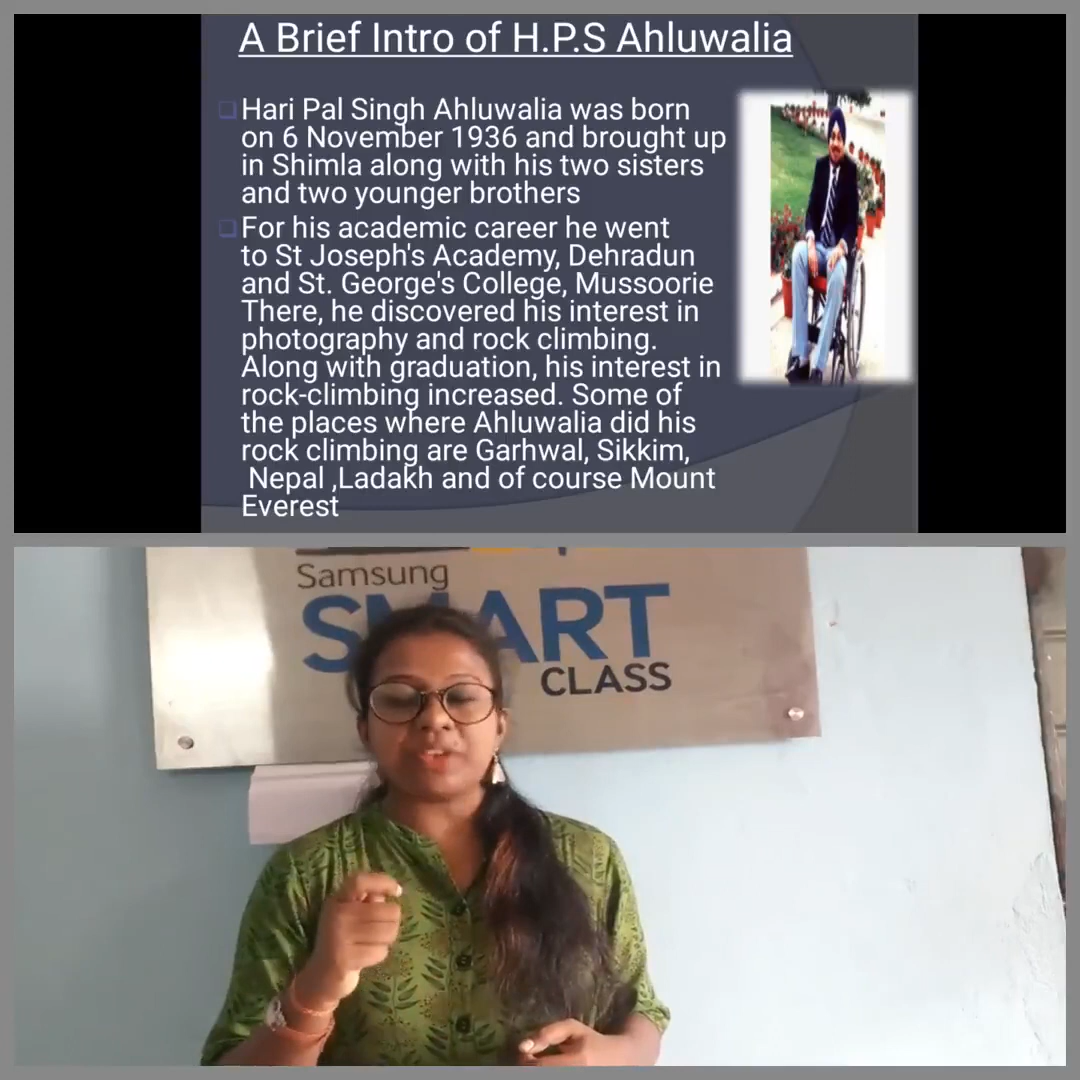 A Brief Intro of H.P.S Ahluwalia
Hari Pal Singh Ahluwalia was born
on 6 November 1936 and brought up
in Shimla along with his two sisters
and two younger brothers
For his academic career he went
to St Joseph's Academy, Dehradun
and St. George's College, Mussoorie
There, he discovered his interest in
photography and rock climbing.
Along with graduation, his interest in
rock-climbing increased. Some of
the places where Ahluwalia did his
rock climbing are Garhwal, Sikkim,
Nepal ,Ladakh and of course Mount
Everest
Samsung
SMART
CLASS